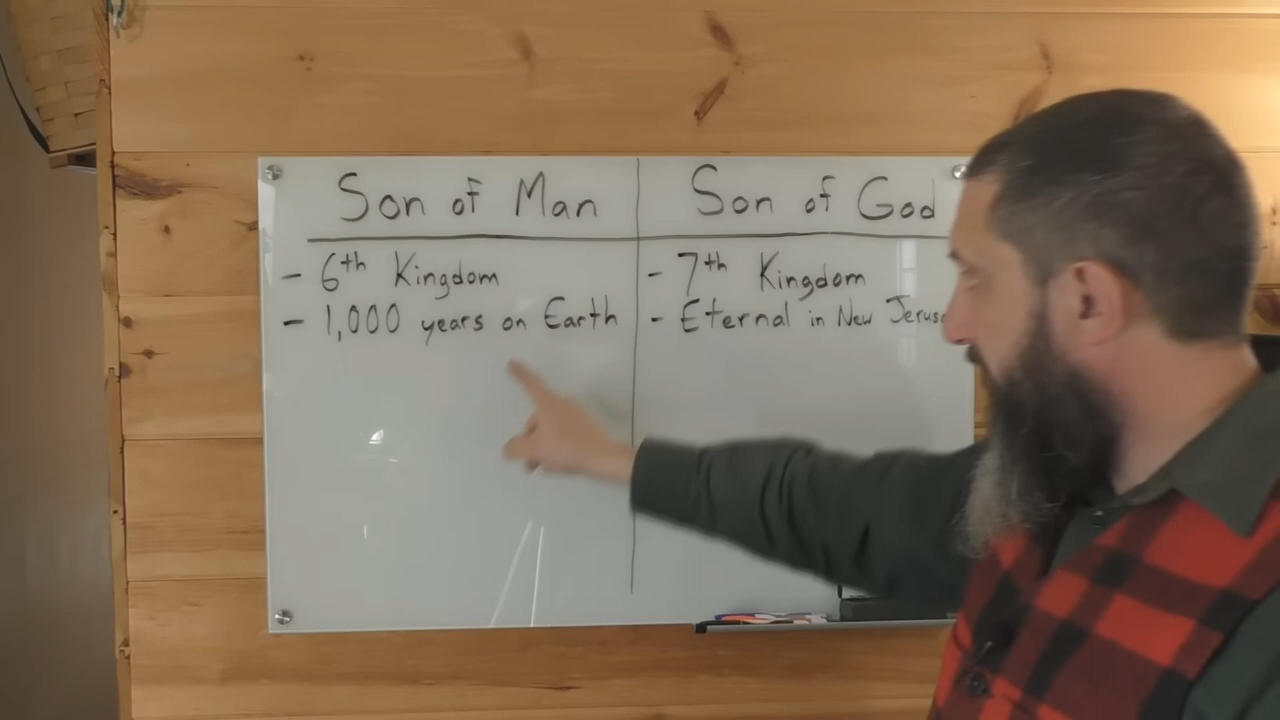 Son of Man
Son of God
- 6th Kingdom
- 1,000 years on Earth
- 7th Kingdom
- Eternal in New